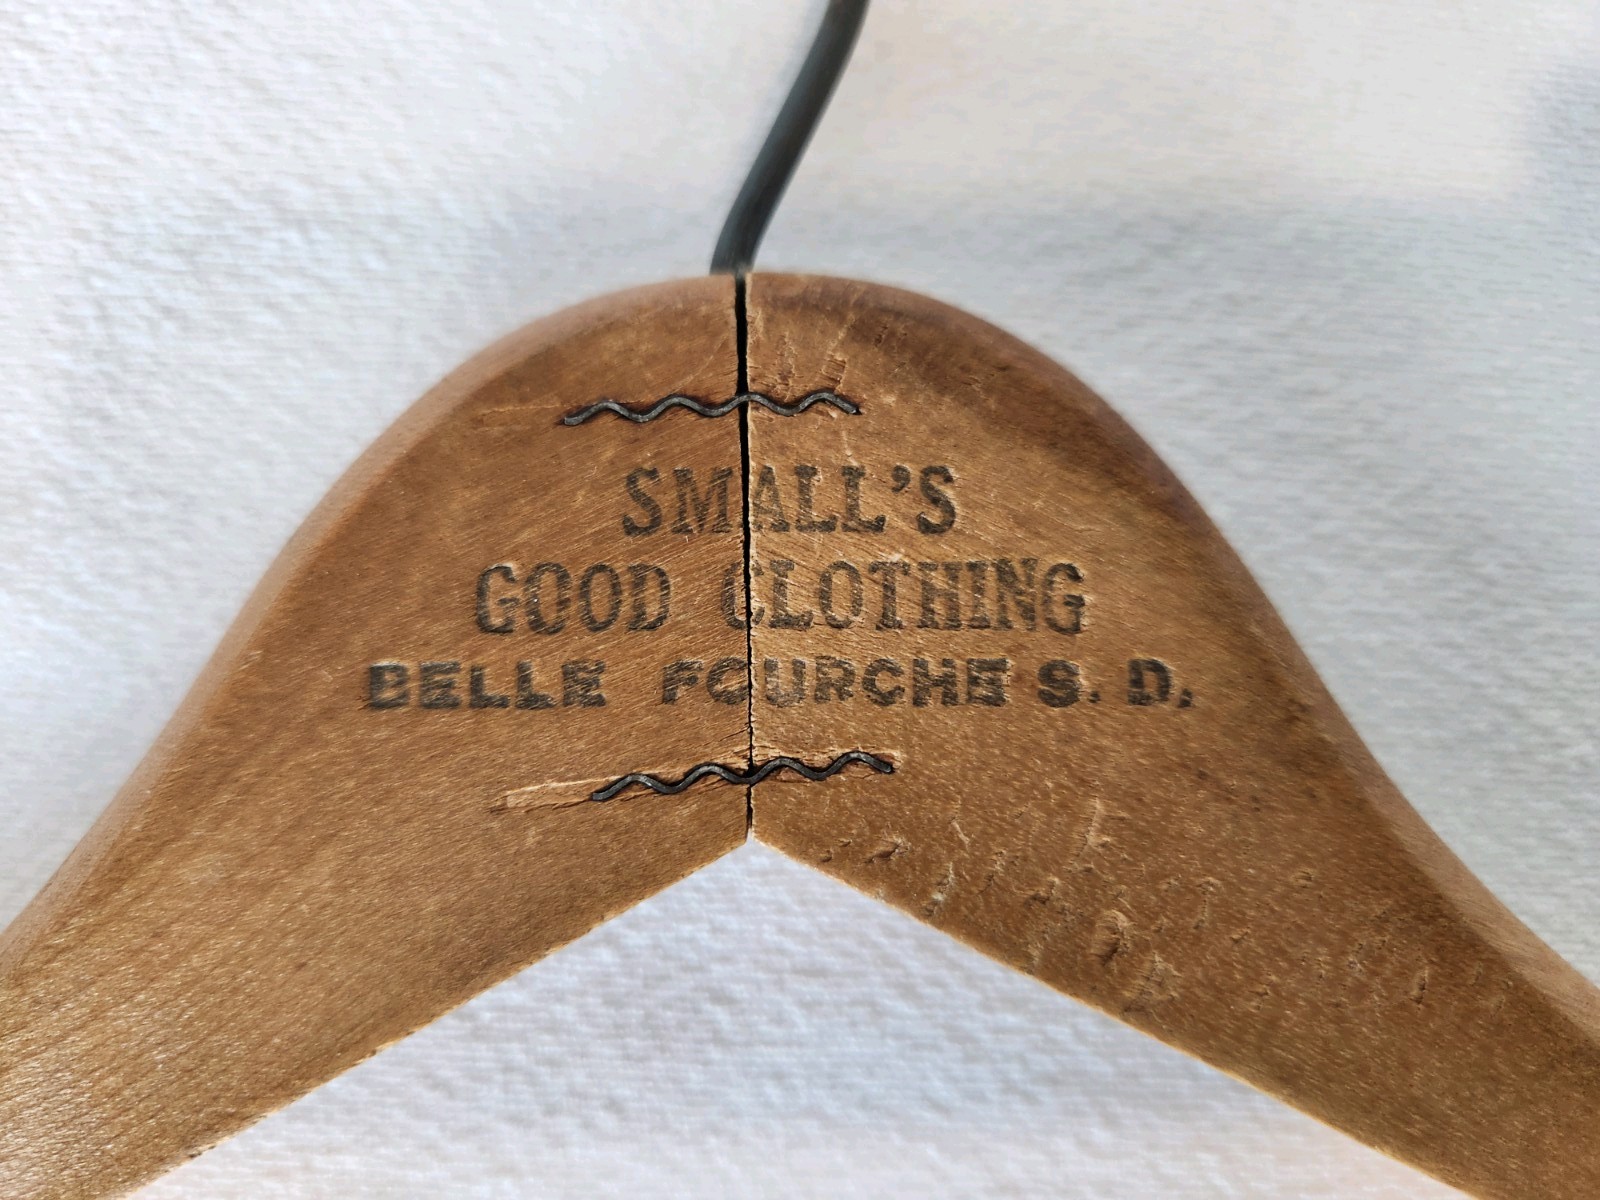 SMALL'S
GOOD CLOTHING
BELLE FOURCHE S. D.